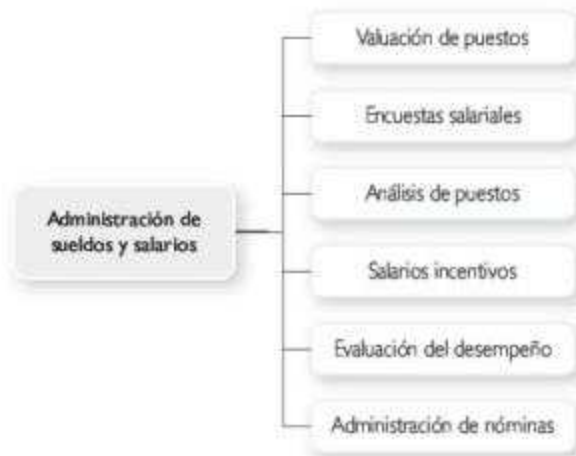 Valuación de puestos
Encuestas salariales
Análisis de puestos
Administración de
sueldos y salarios
Salarios incentivos
Evaluación del desempeño
Administración de nóminas